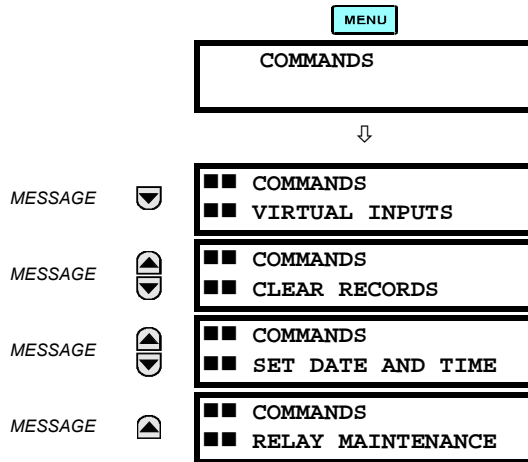 MENU
COMMANDS
⇩
MESSAGE ■■ COMMANDS
■■ VIRTUAL INPUTS
MESSAGE ■■ COMMANDS
■■ CLEAR RECORDS
MESSAGE ■■ COMMANDS
■■ SET DATE AND TIME
MESSAGE ■■ COMMANDS
■■ RELAY MAINTENANCE